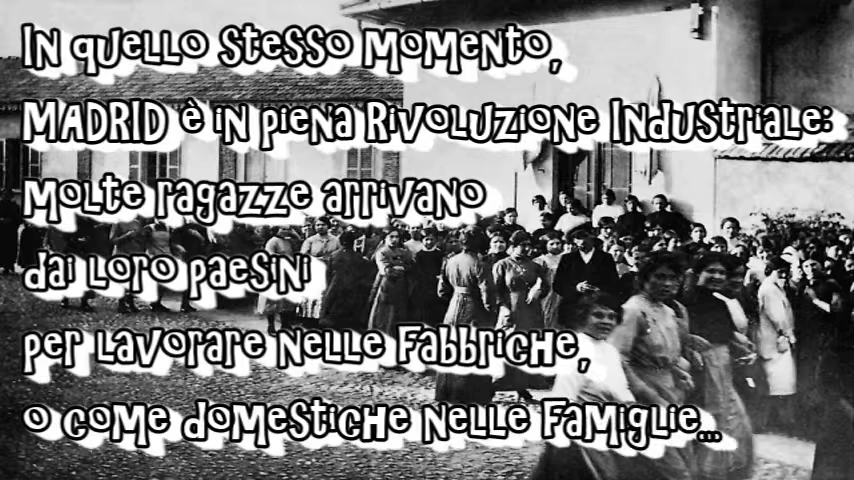 In quello stesso momento,
MADRID è in piena Rivoluzione Industriale:
molte ragazze arrivano
dai loro paesini
per lavorare nelle Fabbriche,
o come domestiche nelle Famiglie...